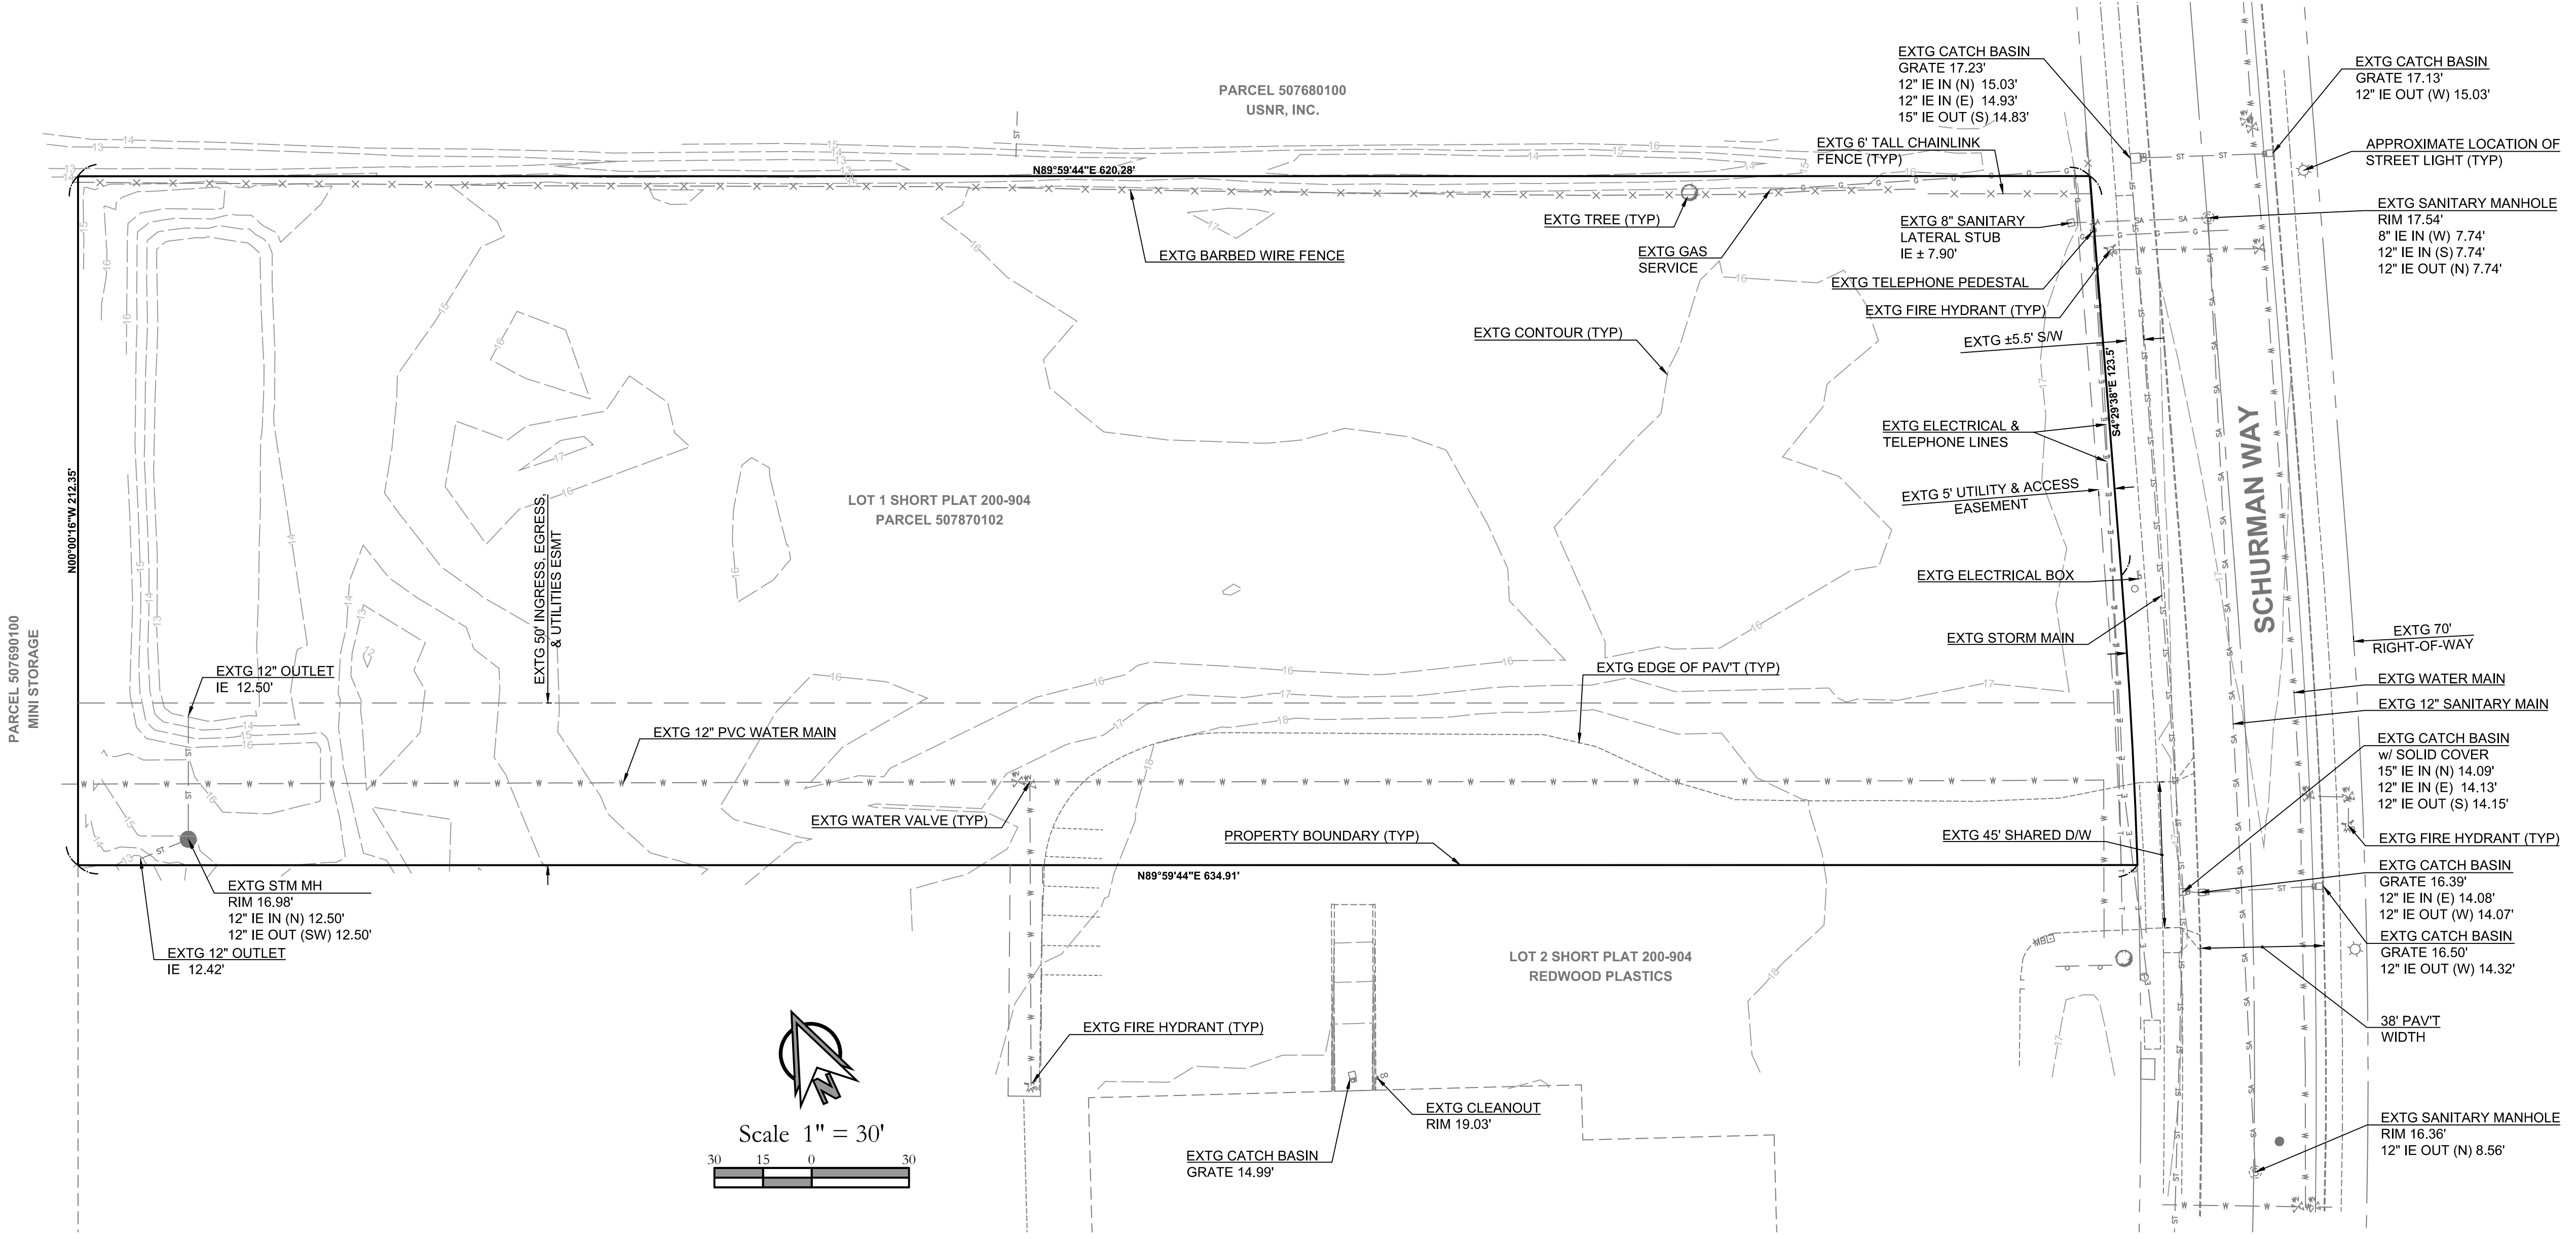 PARCEL 507680100
USNR, INC.
N89°59'44"E 620.28'
EXTG CATCH BASIN
GRATE 17.23'
12" IE IN (N) 15.03'
12" IE IN (E) 14.93'
15" IE OUT (S) 14.83'
EXTG 6' TALL CHAINLINK
FENCE (TYP)
EXTG CATCH BASIN
GRATE 17.13'
12" IE OUT (W) 15.03'
APPROXIMATE LOCATION OF
STREET LIGHT (TYP)
EXTG SANITARY MANHOLE
RIM 17.54'
8" IE IN (W) 7.74'
12" IE IN (S) 7.74'
12" IE OUT (N) 7.74'
EXTG TREE (TYP)
EXTG BARBED WIRE FENCE
EXTG GAS
SERVICE
EXTG 8" SANITARY
LATERAL STUB
IE ± 7.90'
EXTG TELEPHONE PEDESTAL
EXTG FIRE HYDRANT (TYP)
EXTG CONTOUR (TYP)
EXTG ±5.5' S/W
S4°29'38"E 123.5'
EXTG ELECTRICAL &
TELEPHONE LINES
SCHURMAN WAY
EXTG 5' UTILITY & ACCESS
EASEMENT
LOT 1 SHORT PLAT 200-904
PARCEL 507870102
N00°00'16"W 212.35'
EXTG 50' INGRESS, EGRESS,
& UTILITIES ESMT
PARCEL 507690100
MINI STORAGE
EXTG ELECTRICAL BOX
EXTG STORM MAIN
EXTG 70'
RIGHT-OF-WAY
EXTG 12" OUTLET
IE 12.50'
EXTG EDGE OF PAV'T (TYP)
EXTG WATER MAIN
EXTG 12" SANITARY MAIN
EXTG 12" PVC WATER MAIN
EXTG CATCH BASIN
w/ SOLID COVER
15" IE IN (N) 14.09'
12" IE IN (E) 14.13'
12" IE OUT (S) 14.15'
EXTG WATER VALVE (TYP)
PROPERTY BOUNDARY (TYP)
EXTG 45' SHARED D/W
EXTG FIRE HYDRANT (TYP)
N89°59'44"E 634.91'
EXTG CATCH BASIN
GRATE 16.39'
12" IE IN (E) 14.08'
12" IE OUT (W) 14.07'
EXTG STM MH
RIM 16.98'
12" IE IN (N) 12.50'
12" IE OUT (SW) 12.50'
EXTG 12" OUTLET
IE 12.42'
EXTG CATCH BASIN
GRATE 16.50'
12" IE OUT (W) 14.32'
LOT 2 SHORT PLAT 200-904
REDWOOD PLASTICS
EXTG FIRE HYDRANT (TYP)
38' PAV'T
WIDTH
N
Scale 1" = 30'
30 15 0 30
EXTG CLEANOUT
RIM 19.03'
EXTG CATCH BASIN
GRATE 14.99'
EXTG SANITARY MANHOLE
RIM 16.36'
12" IE OUT (N) 8.56'